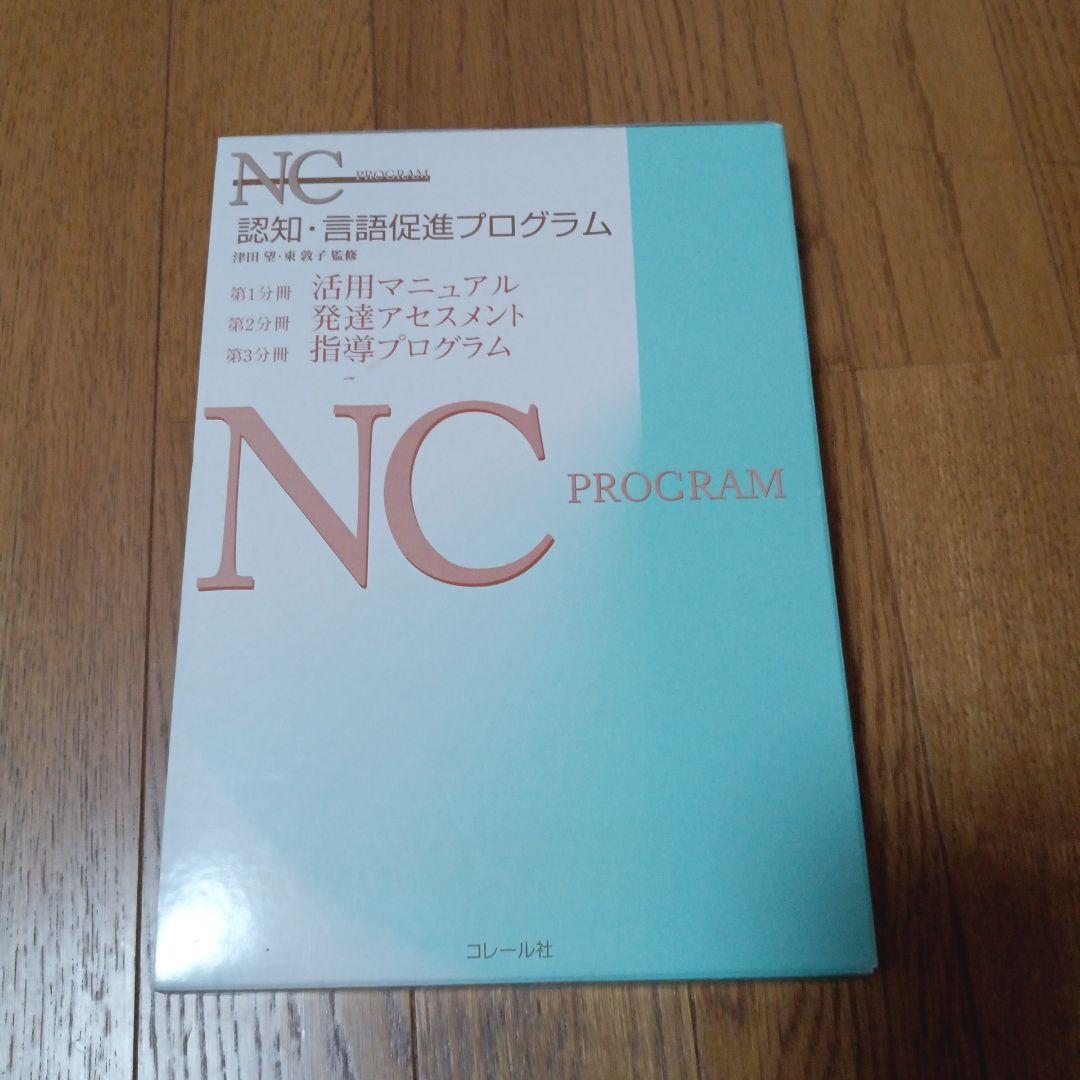 NC PROGRAM
認知・言語促進プログラム
津田 望・東 敦子 監修
第1分冊 活用マニュアル
第2分冊 発達アセスメント
第3分冊 指導プログラム
NC PROGRAM
コレール社